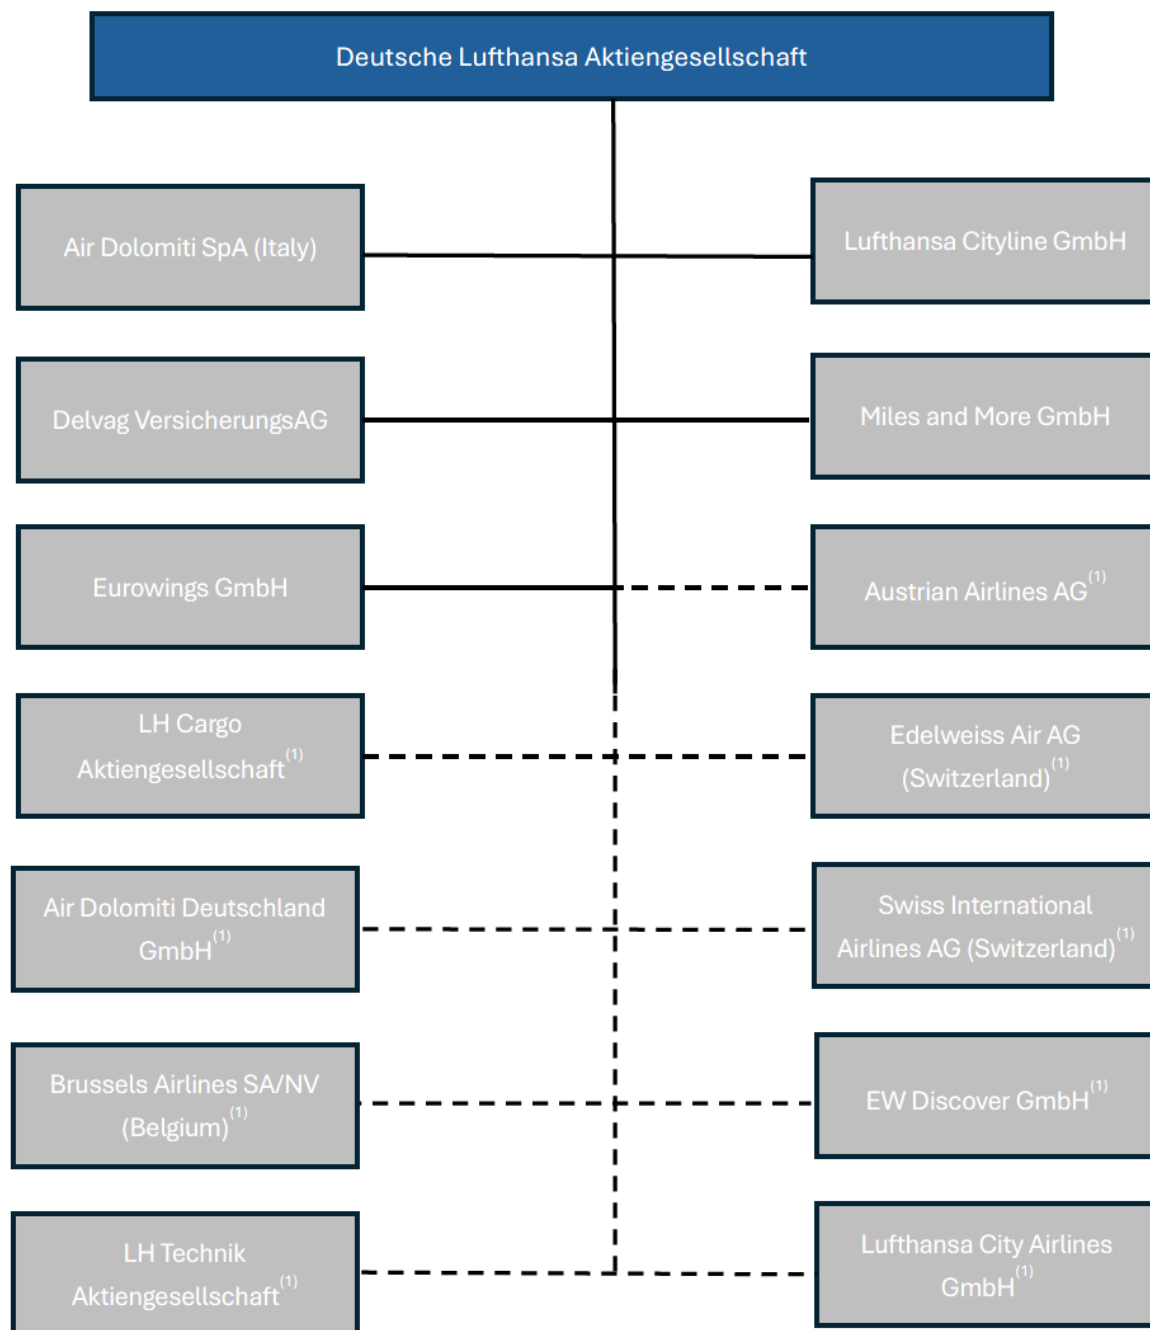 Deutsche Lufthansa Aktiengesellschaft
Air Dolomiti SpA (Italy)
Lufthansa Cityline GmbH
Delvag VersicherungsAG
Miles and More GmbH
Eurowings GmbH
Austrian Airlines AG(1)
LH Cargo
Aktiengesellschaft(1)
Edelweiss Air AG
(Switzerland)(1)
Air Dolomiti Deutschland
GmbH(1)
Swiss International
Airlines AG (Switzerland)(1)
Brussels Airlines SA/NV
(Belgium)(1)
EW Discover GmbH(1)
LH Technik
Aktiengesellschaft(1)
Lufthansa City Airlines
GmbH(1)